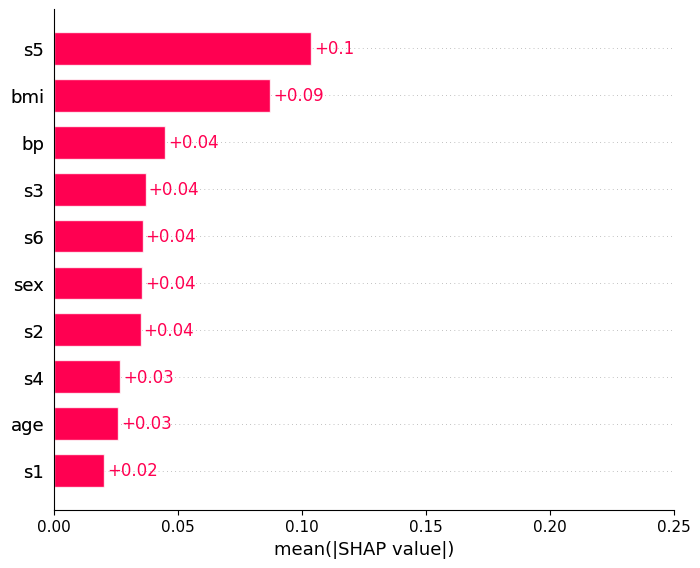 s5 +0.1
bmi +0.09
bp +0.04
s3 +0.04
s6 +0.04
sex +0.04
s2 +0.04
s4 +0.03
age +0.03
s1 +0.02
0.00 0.05 0.10 0.15 0.20 0.25
mean(|SHAP value|)